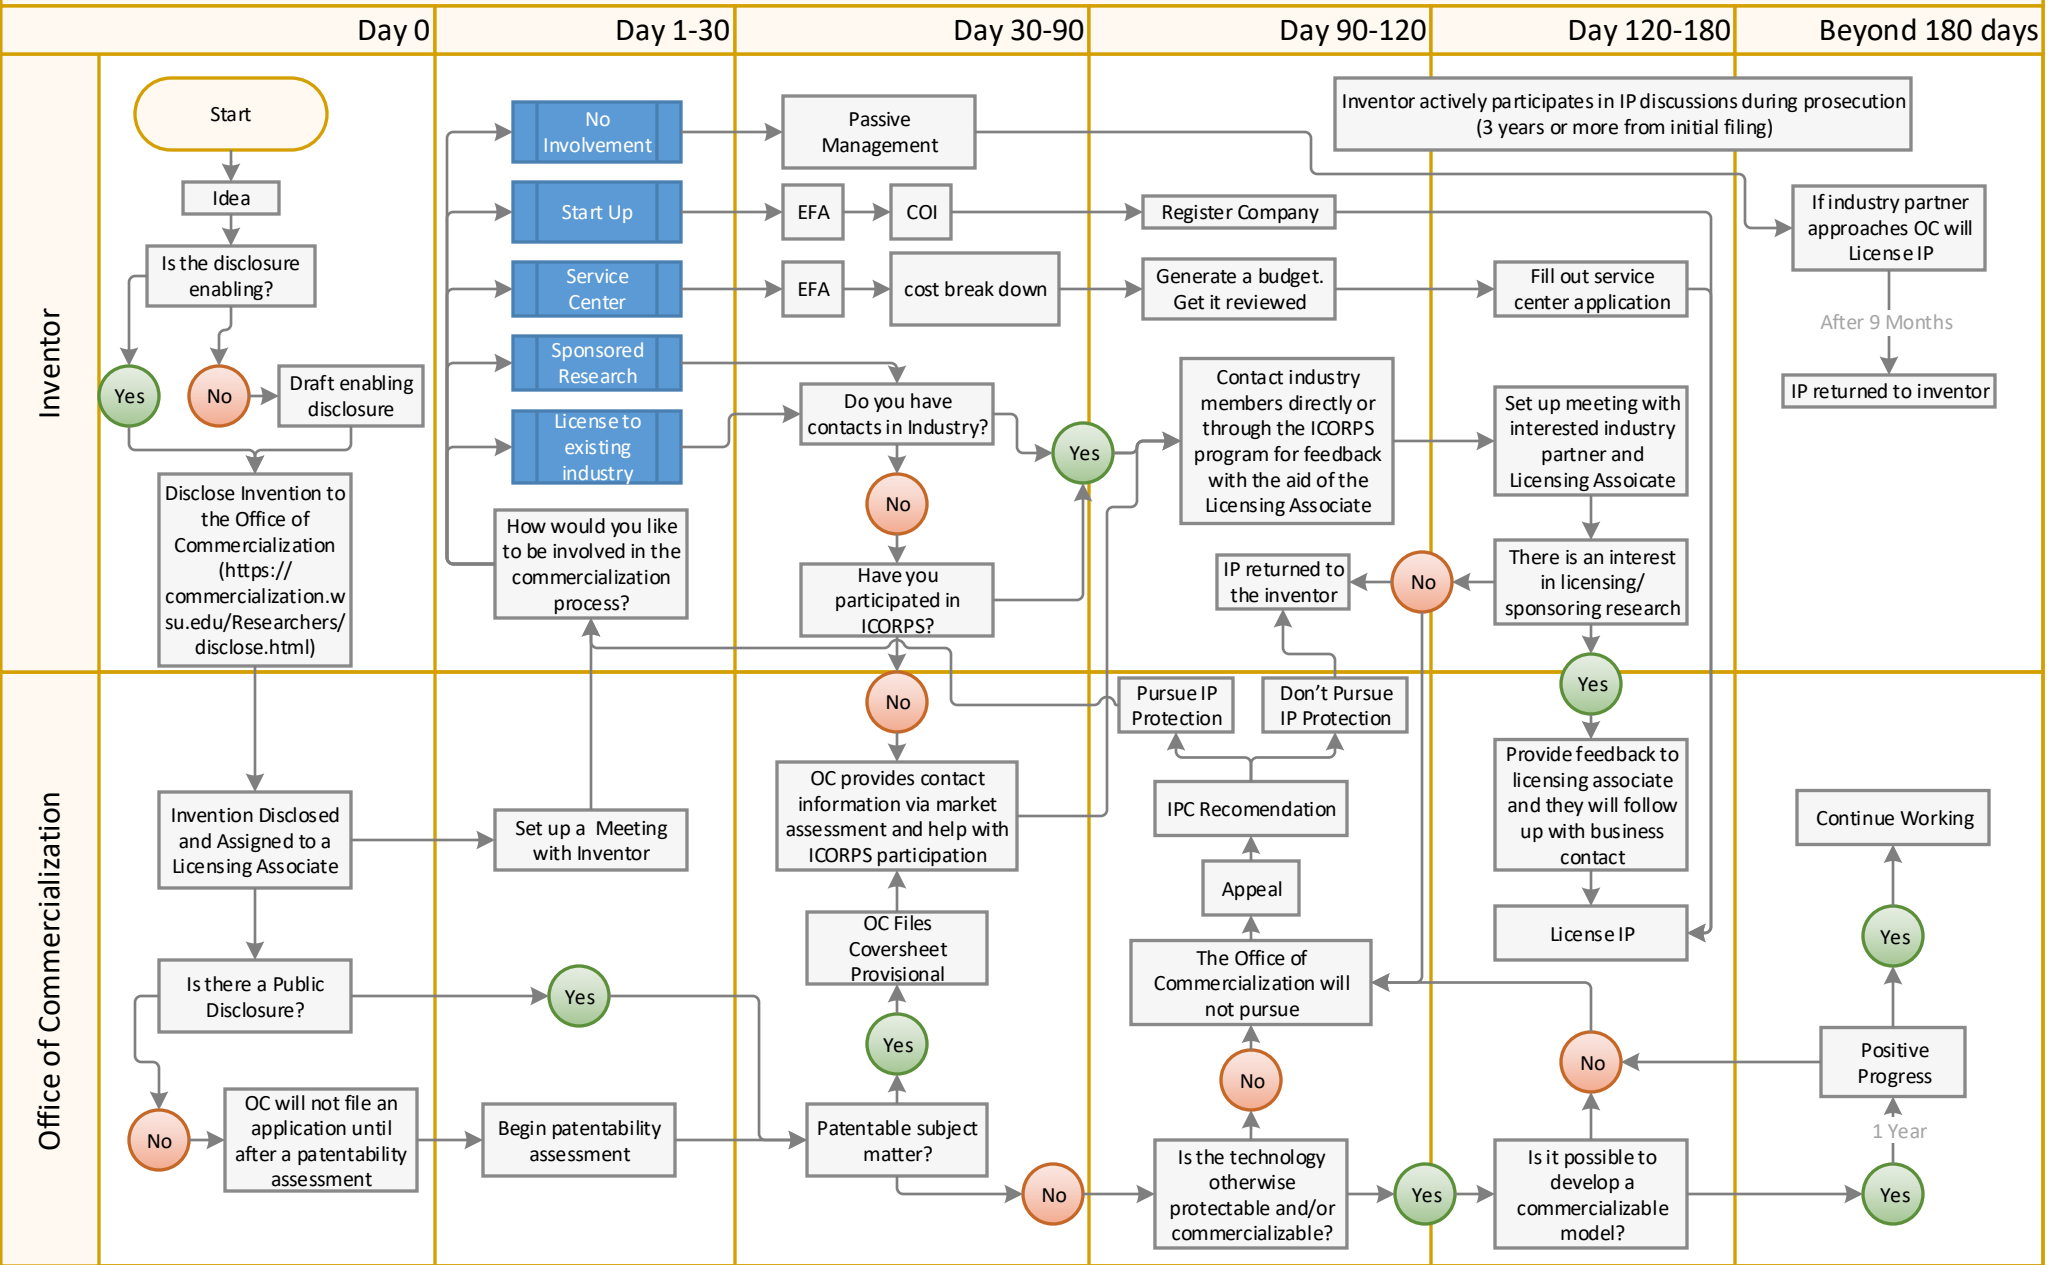 Day 0
Day 1-30
Day 30-90
Day 90-120
Day 120-180
Beyond 180 days
Inventor
Start
Idea
Is the disclosure
enabling?
Yes
No
Draft enabling
disclosure
Disclose Invention to
the Office of
Commercialization
(https://
commercialization.w
su.edu/Researchers/
disclose.html)
No
Involvement
Start Up
Service
Center
Sponsored
Research
License to
existing
industry
How would you like
to be involved in the
commercialization
process?
Passive
Management
EFA
COI
EFA
cost break down
Do you have
contacts in Industry?
Yes
No
Have you
participated in
ICORPS?
Register Company
Generate a budget.
Get it reviewed
Contact industry
members directly or
through the ICORPS
program for feedback
with the aid of the
Licensing Associate
IP returned to
the inventor
No
Inventor actively participates in IP discussions during prosecution
(3 years or more from initial filing)
Fill out service
center application
Set up meeting with
interested industry
partner and
Licensing Assoicate
There is an interest
in licensing/
sponsoring research
Yes
If industry partner
approaches OC will
License IP
After 9 Months
IP returned to inventor
Office of Commercialization
Invention Disclosed
and Assigned to a
Licensing Associate
Is there a Public
Disclosure?
No
OC will not file an
application until
after a patentability
assessment
Set up a  Meeting
with Inventor
Yes
Begin patentability
assessment
No
OC provides contact
information via market
assessment and help with
ICORPS participation
OC Files
Coversheet
Provisional
Yes
Patentable subject
matter?
No
Pursue IP
Protection
Don’t Pursue
IP Protection
IPC Recomendation
Appeal
The Office of
Commercialization will
not pursue
No
Is the technology
otherwise
protectable and/or
commercializable?
Yes
Provide feedback to
licensing associate
and they will follow
up with business
contact
License IP
No
Is it possible to
develop a
commercializable
model?
Continue Working
Yes
Positive
Progress
1 Year
Yes